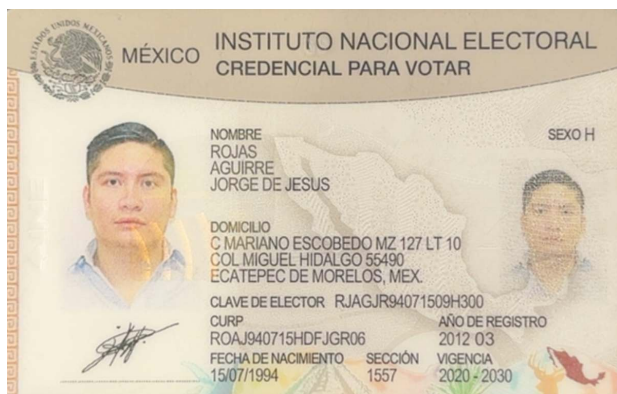 ESTADOS UNIDOS MEXICANOS
MÉXICO
INSTITUTO NACIONAL ELECTORAL
CREDENCIAL PARA VOTAR
NOMBRE
SEXO H
ROJAS
AGUIRRE
JORGE DE JESUS
DOMICILIO
C MARIANO ESCOBEDO MZ 127 LT 10
COL MIGUEL HIDALGO 55490
ECATEPEC DE MORELOS, MEX.
CLAVE DE ELECTOR RJAGJR94071509H300
CURP
AÑO DE REGISTRO
ROAJ940715HDFJGR06
2012 03
FECHA DE NACIMIENTO SECCIÓN VIGENCIA
15/07/1994 1557 2020 - 2030